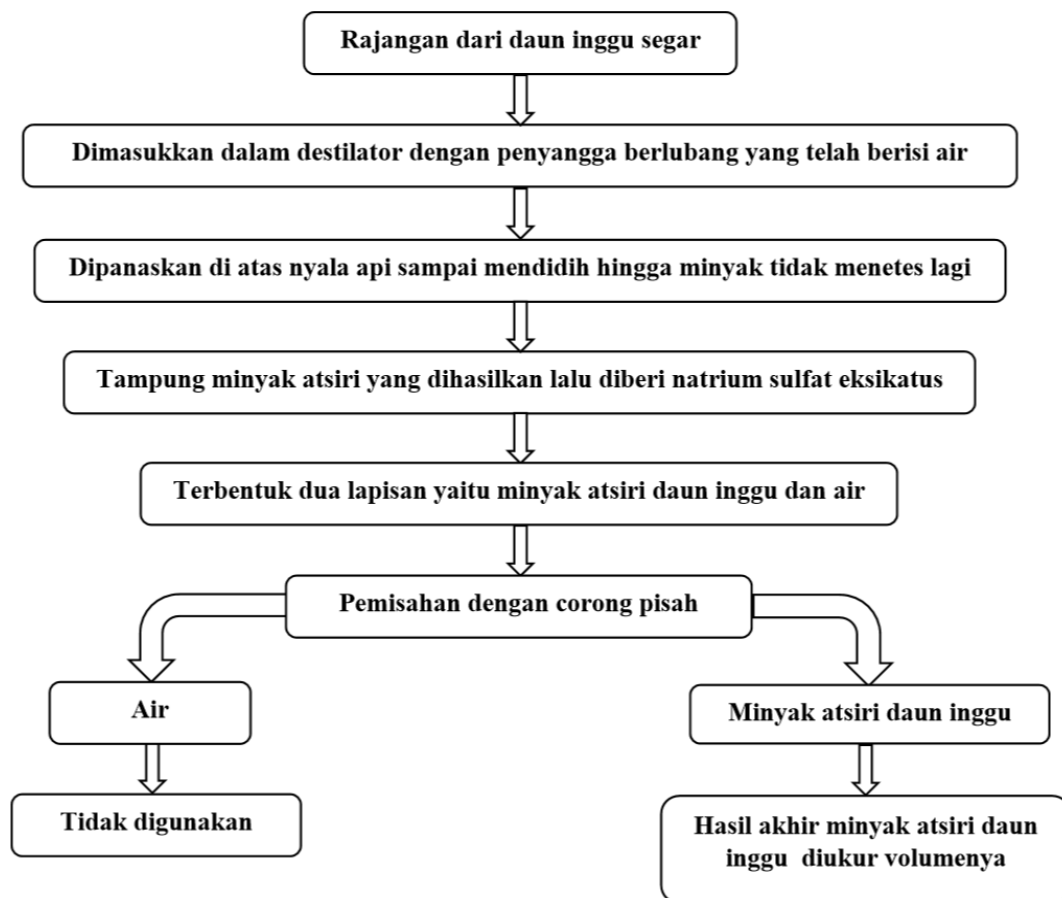 Rajangan dari daun inggu segar
Dimasukkan dalam destilator dengan penyangga berlubang yang telah berisi air
Dipanaskan di atas nyala api sampai mendidih hingga minyak tidak menetes lagi
Tampung minyak atsiri yang dihasilkan lalu diberi natrium sulfat eksikatus
Terbentuk dua lapisan yaitu minyak atsiri daun inggu dan air
Pemisahan dengan corong pisah
Air
Minyak atsiri daun inggu
Tidak digunakan
Hasil akhir minyak atsiri daun
inggu diukur volumenya